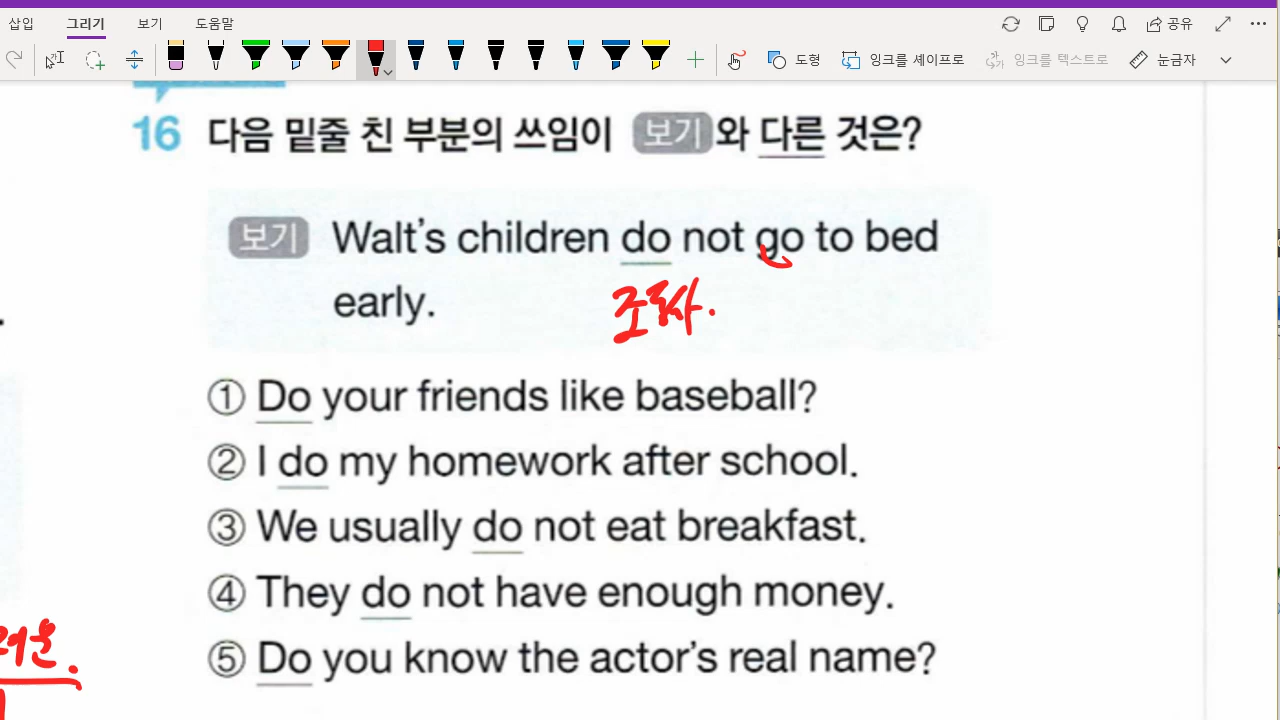 삽입 그리기 보기 도움말 공유
도형 잉크를 셰이프로 잉크를 텍스트로 눈금자
16 다음 밑줄 친 부분의 쓰임이 보기 와 다른 것은?
보기 Walt's children do not go to bed
early.
조동사.
① Do your friends like baseball?
② I do my homework after school.
③ We usually do not eat breakfast.
④ They do not have enough money.
⑤ Do you know the actor's real name?